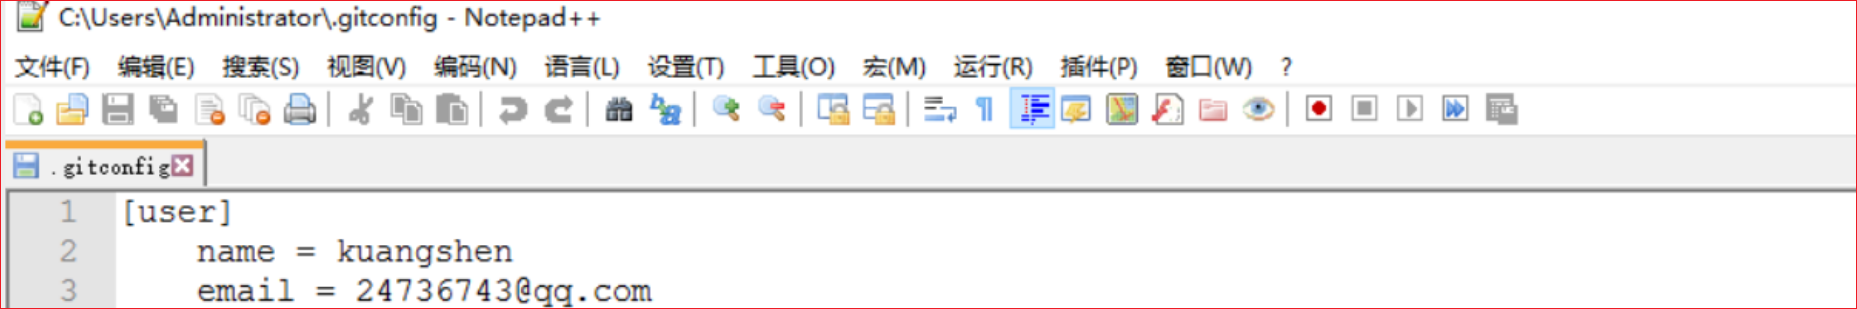 C:\Users\Administrator\.gitconfig - Notepad++
文件(F) 编辑(E) 搜索(S) 视图(V) 编码(N) 语言(L) 设置(T) 工具(O) 宏(M) 运行(R) 插件(P) 窗口(W) ?
.gitconfig
1 [user]
2 name = kuangshen
3 email = 24736743@qq.com